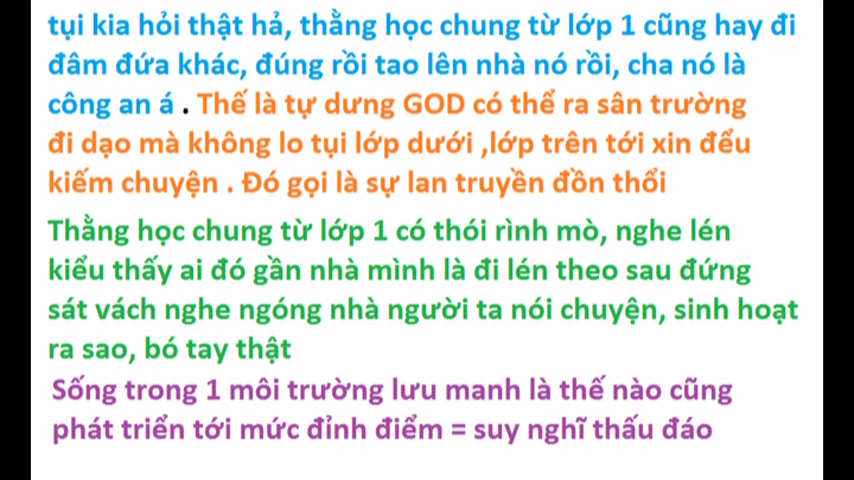 tụi kia hỏi thật hả, thằng học chung từ lớp 1 cũng hay đi
đâm đứa khác, đúng rồi tao lên nhà nó rồi, cha nó là
công an á . Thế là tự dưng GOD có thể ra sân trường
đi dạo mà không lo tụi lớp dưới ,lớp trên tới xin đểu
kiếm chuyện . Đó gọi là sự lan truyền đồn thổi
Thằng học chung từ lớp 1 có thói rình mò, nghe lén
kiểu thấy ai đó gần nhà mình là đi lén theo sau đứng
sát vách nghe ngóng nhà người ta nói chuyện, sinh hoạt
ra sao, bó tay thật
Sống trong 1 môi trường lưu manh là thế nào cũng
phát triển tới mức đỉnh điểm = suy nghĩ thấu đáo